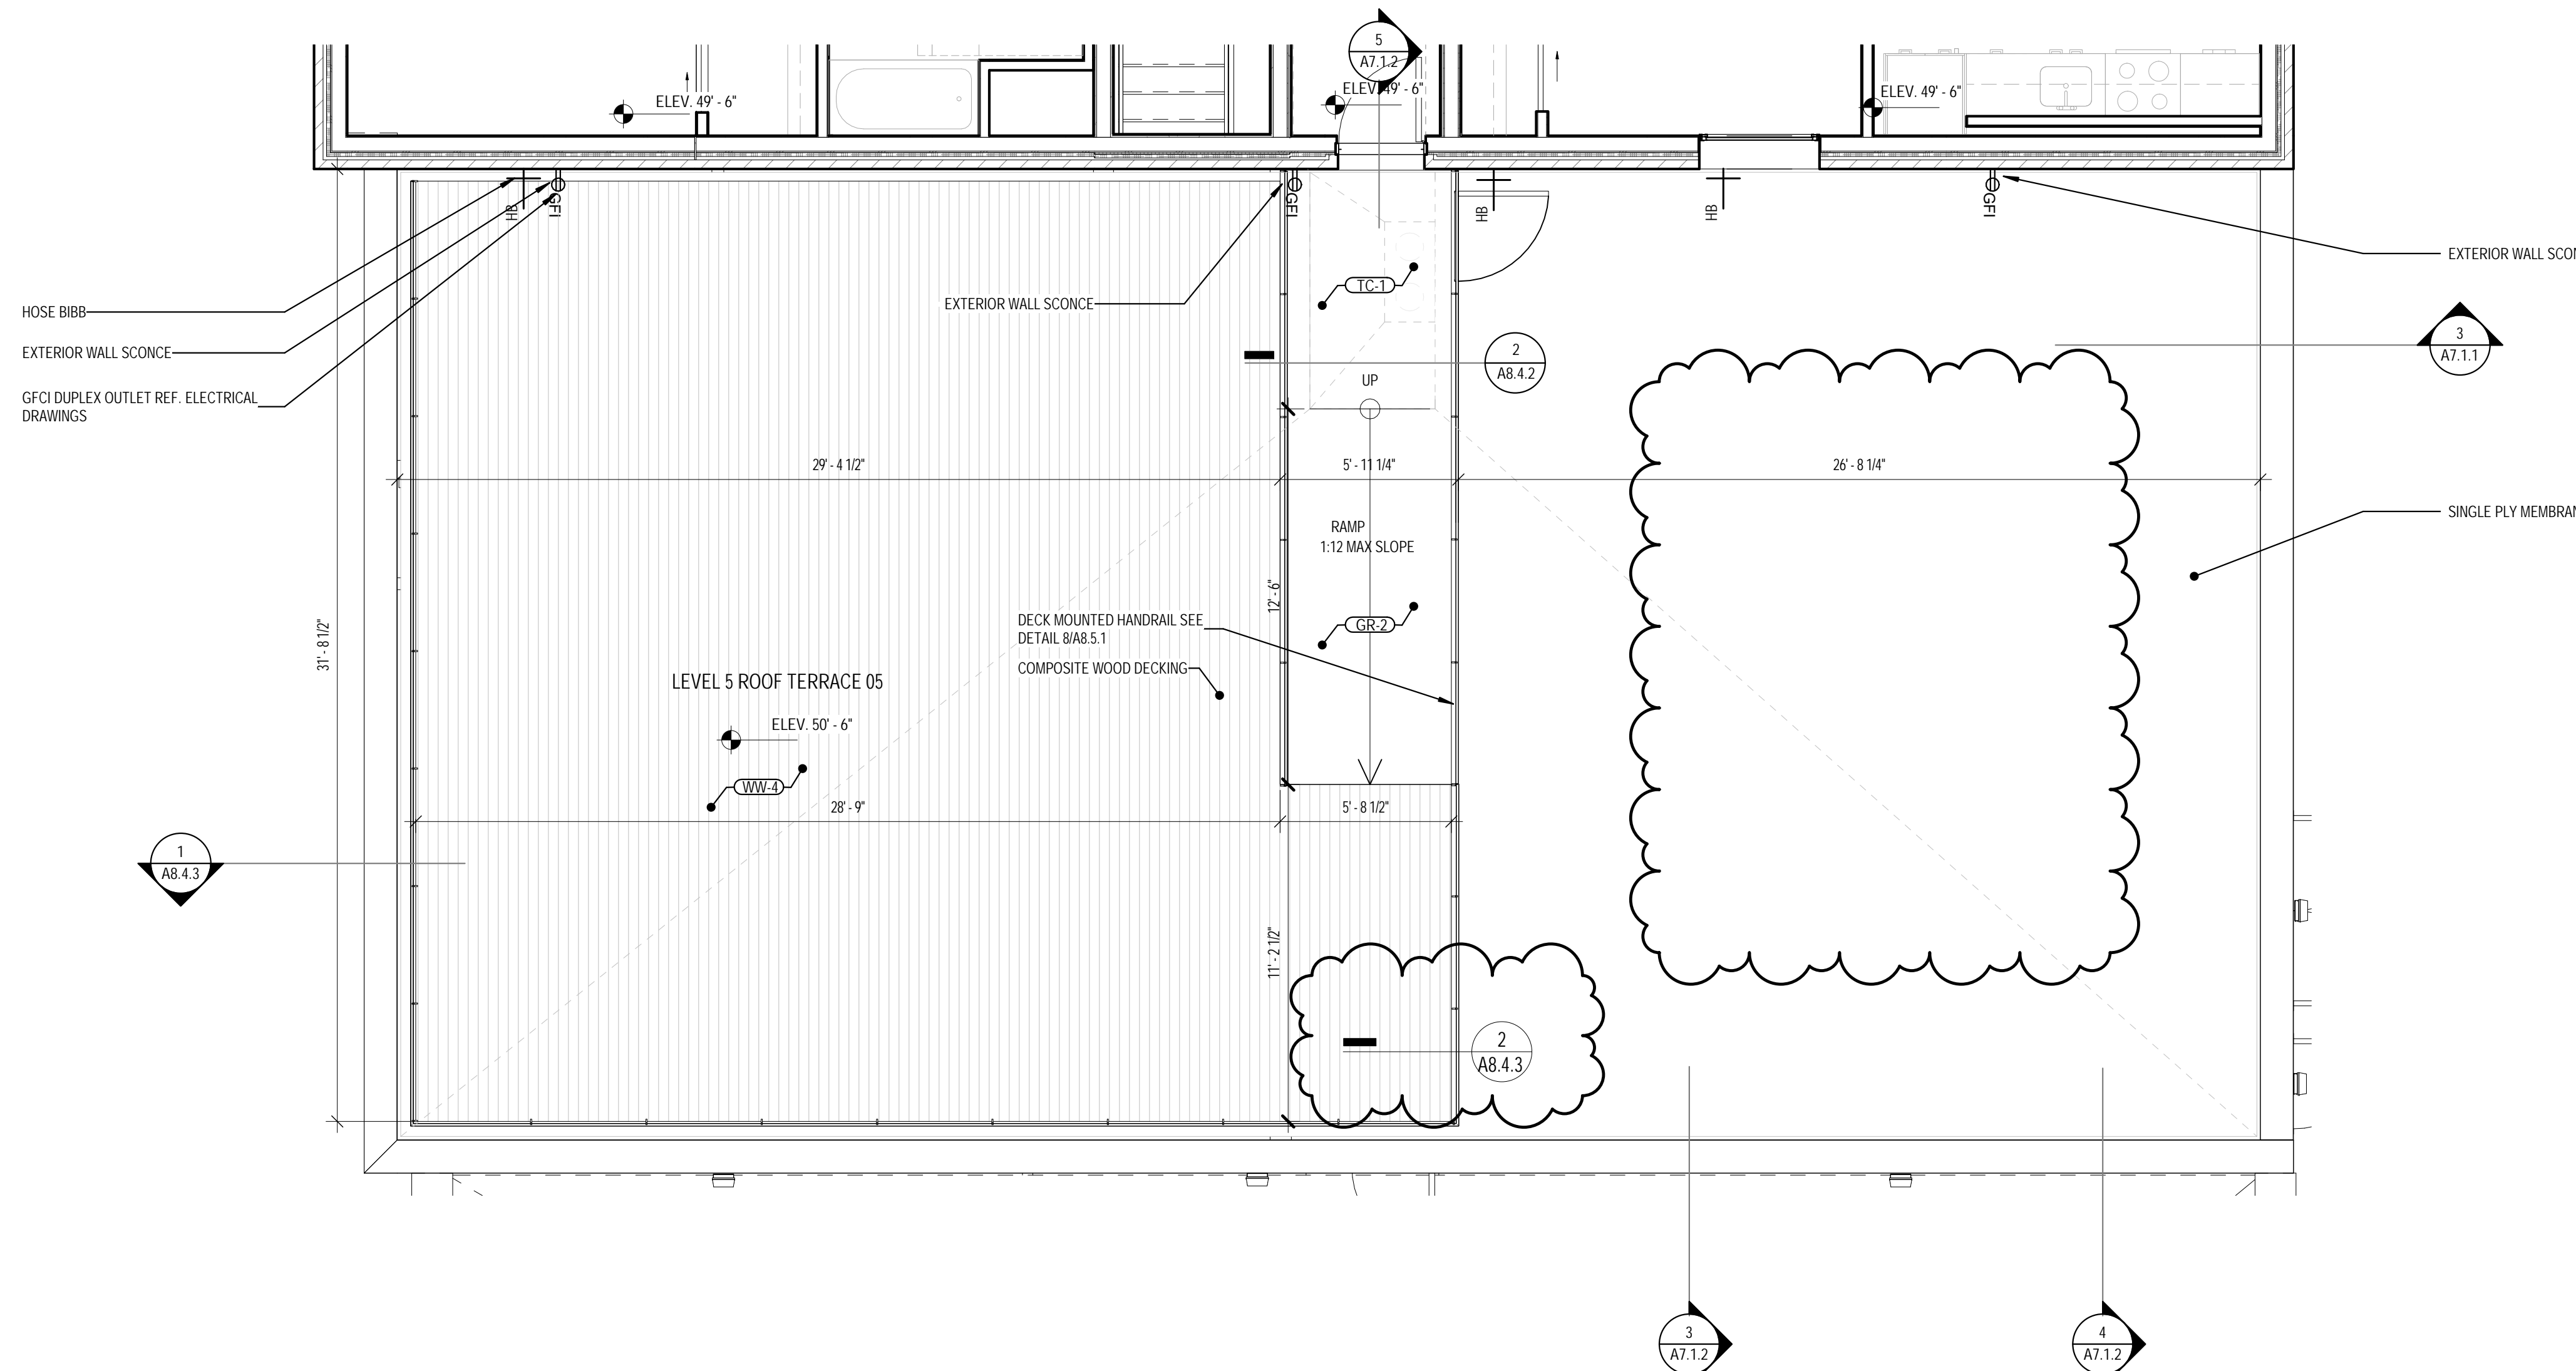 5
A7.1.2
ELEV. 49' - 6"
ELEV. 49' - 6"
ELEV. 49' - 6"
HB
GFI
GFI
HB
HB
GFI
EXTERIOR WALL
TC-1
HOSE BIBB
EXTERIOR WALL SCONCE
EXTERIOR WALL SCONCE
3
A7.1.1
2
A8.4.2
UP
GFCI DUPLEX OUTLET REF. ELECTRICAL
DRAWINGS
29' - 4 1/2"
5' - 11 1/4"
26' - 8 1/4"
SINGLE PLY
RAMP
1:12 MAX SLOPE
12' - 6"
DECK MOUNTED HANDRAIL SEE
DETAIL 8/A8.5.1
GR-2
31' - 8 1/2"
COMPOSITE WOOD DECKING
LEVEL 5 ROOF TERRACE 05
ELEV. 50' - 6"
WW-4
28' - 9"
5' - 8 1/2"
1
A8.4.3
11' - 2 1/2"
2
A8.4.3
3
A7.1.2
4
A7.1.2